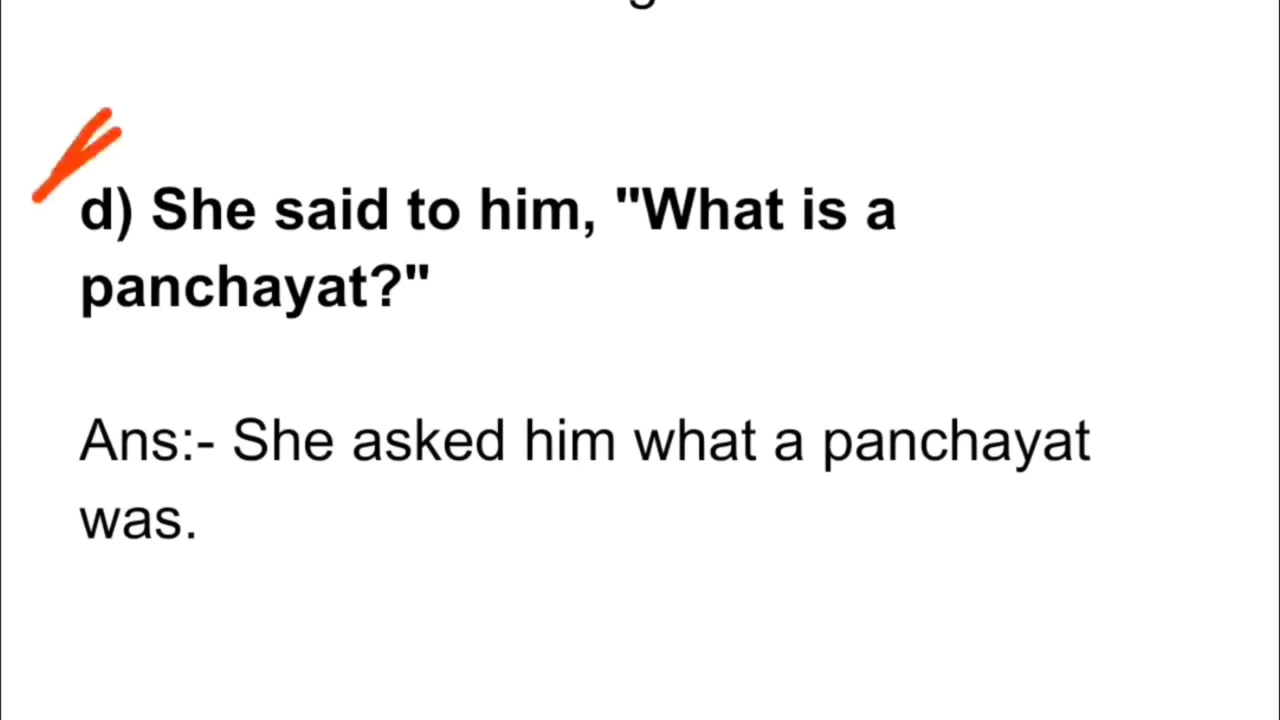 d) She said to him, "What is a
panchayat?"
Ans:- She asked him what a panchayat
was.